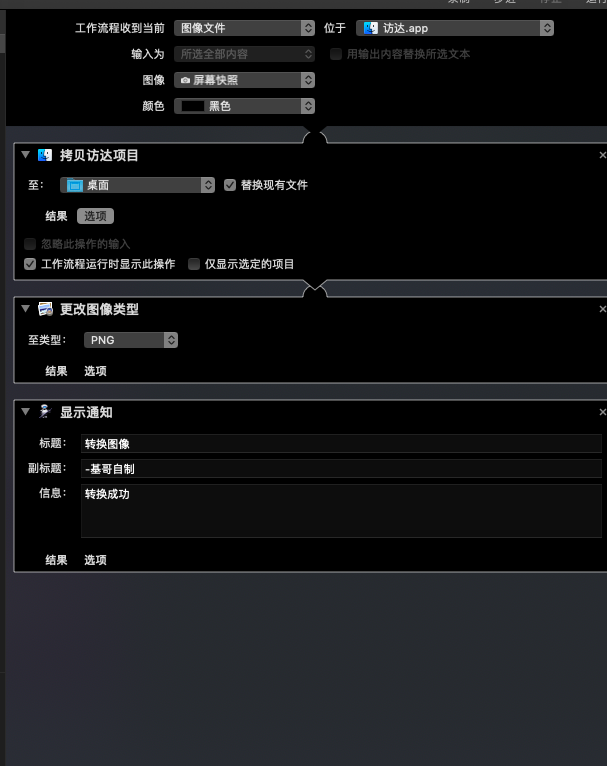 工作流程收到当前 图像文件 位于 访达.app
输入为 所选全部内容 用输出内容替换所选文本
图像 屏幕快照
颜色 黑色
拷贝访达项目
至: 桌面 替换现有文件
结果 选项
忽略此操作的输入
工作流程运行时显示此操作 仅显示选定的项目
更改图像类型
至类型: PNG
结果 选项
显示通知
标题: 转换图像
副标题: -基哥自制
信息: 转换成功
结果 选项